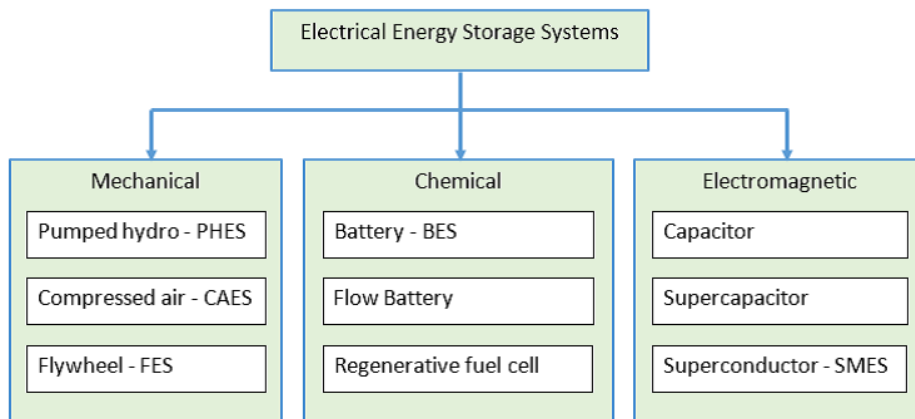 Electrical Energy Storage Systems
Mechanical
Pumped hydro - PHES
Compressed air - CAES
Flywheel - FES
Chemical
Battery - BES
Flow Battery
Regenerative fuel cell
Electromagnetic
Capacitor
Supercapacitor
Superconductor - SMES